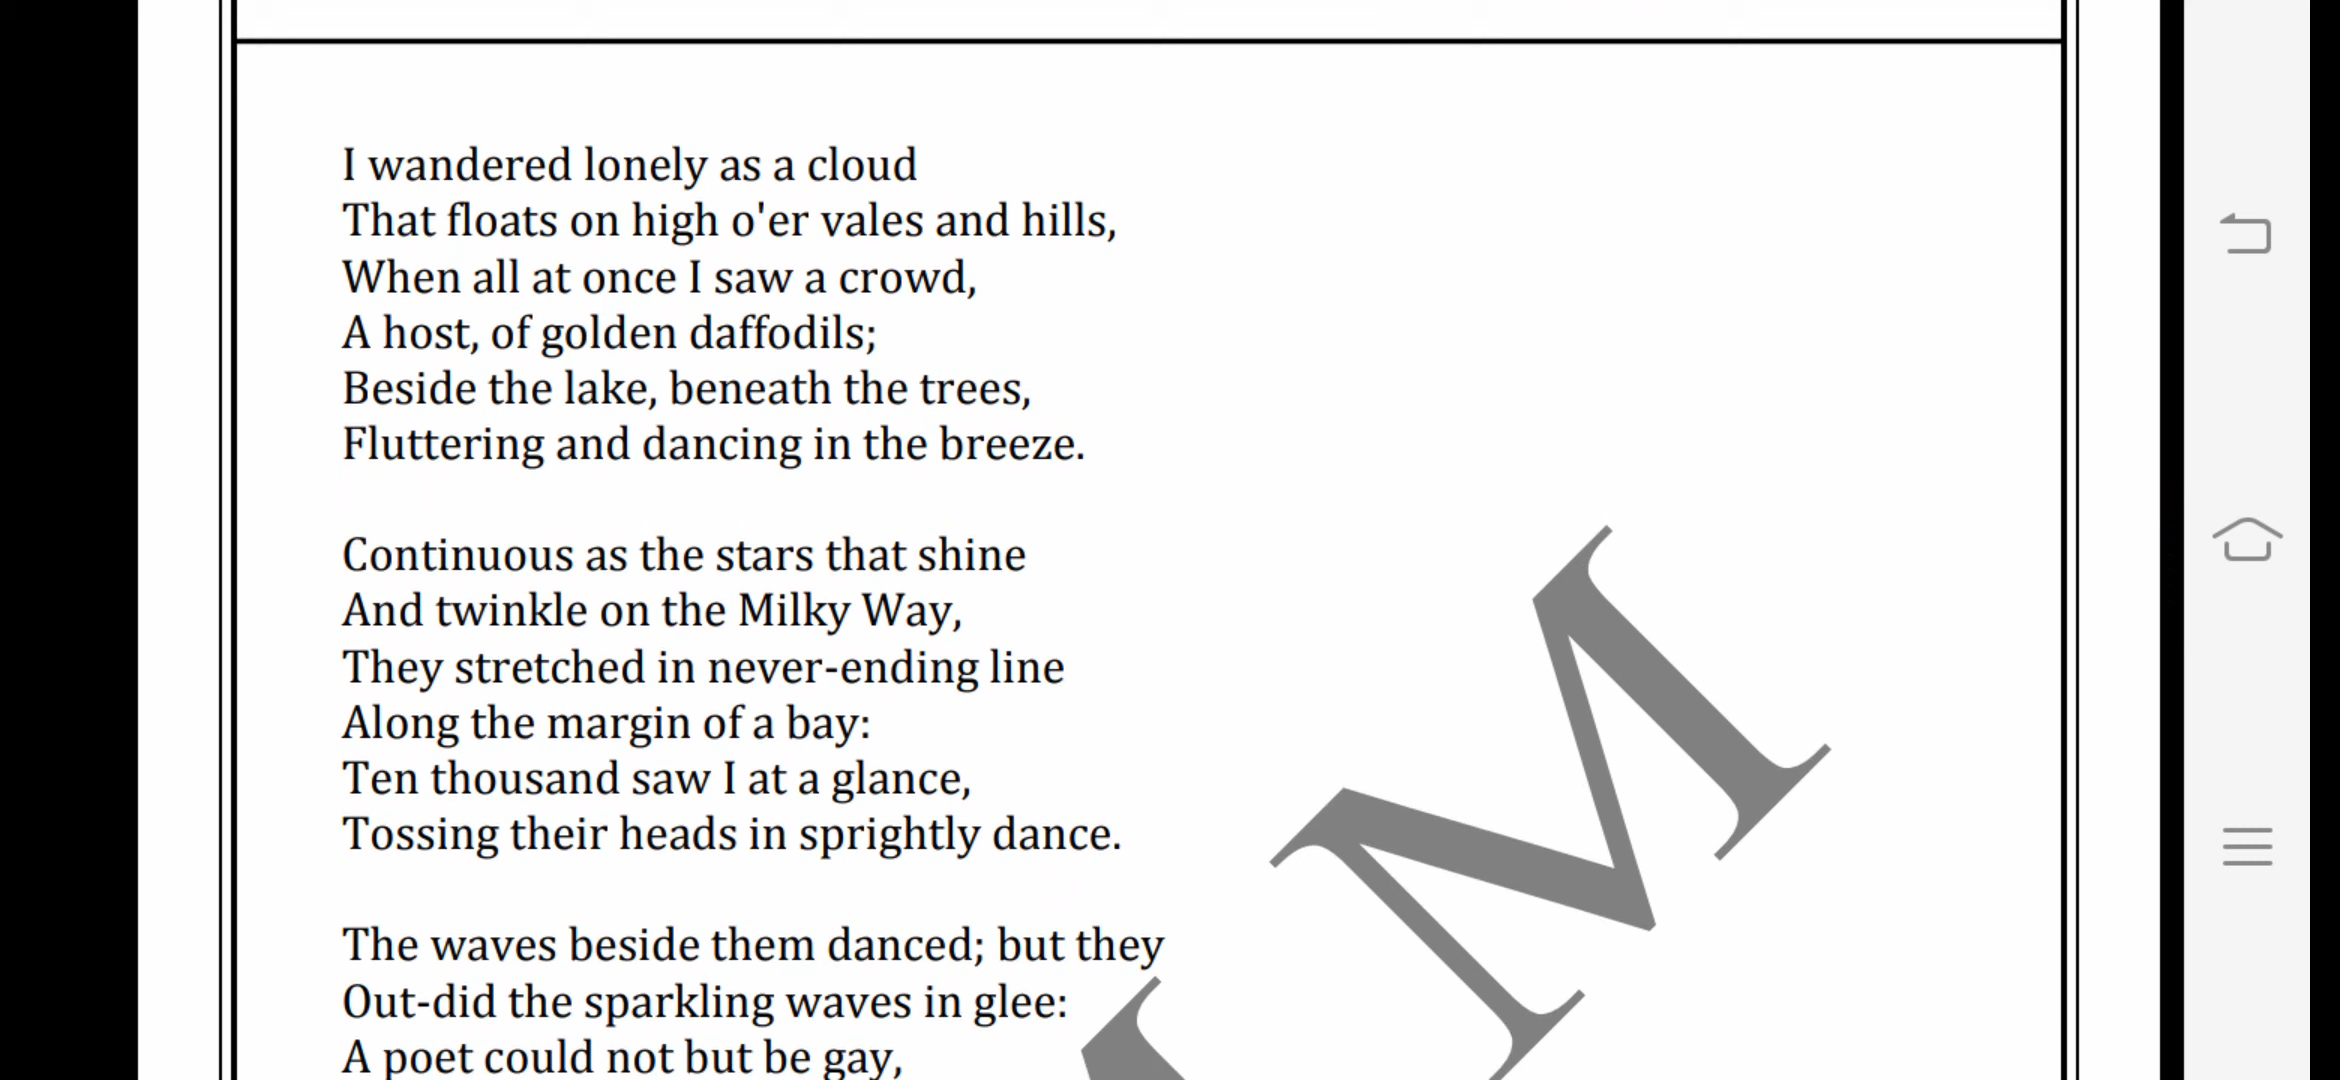 I wandered lonely as a cloud
That floats on high o'er vales and hills,
When all at once I saw a crowd,
A host, of golden daffodils;
Beside the lake, beneath the trees,
Fluttering and dancing in the breeze.
Continuous as the stars that shine
And twinkle on the Milky Way,
They stretched in never-ending line
Along the margin of a bay:
Ten thousand saw I at a glance,
Tossing their heads in sprightly dance.
The waves beside them danced; but they
Out-did the sparkling waves in glee:
A poet could not but be gay,
M